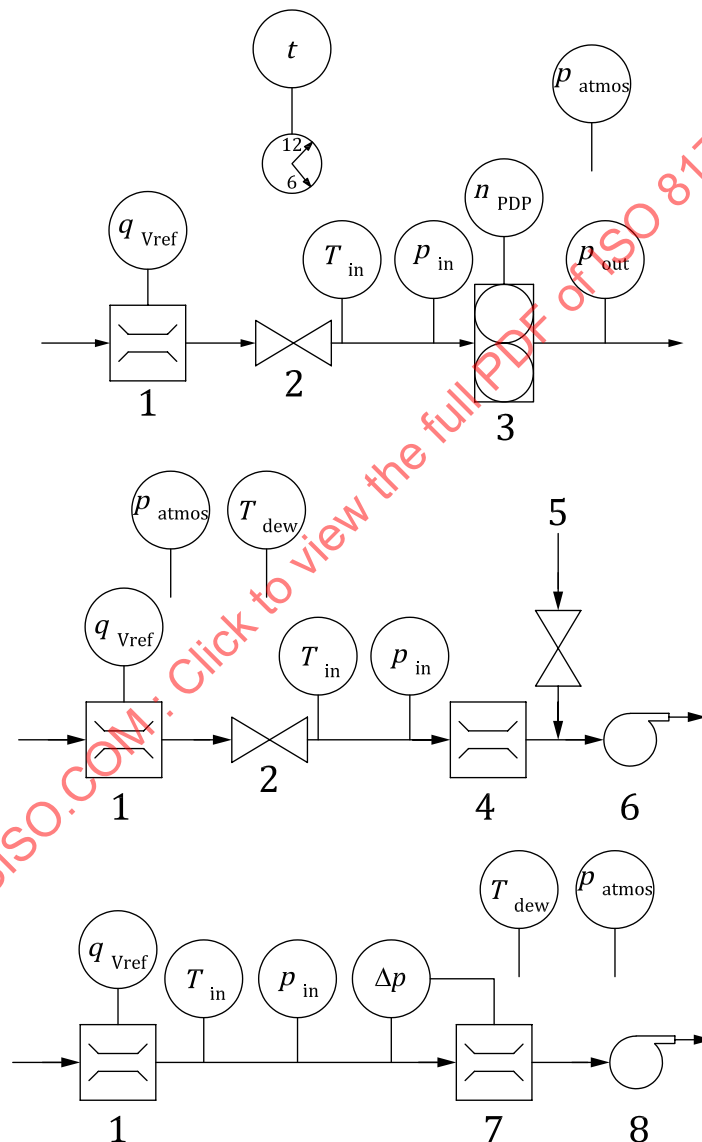 t
p atmos
12
6
n PDP
q Vref
T in
p in
p out
1
2
3
p atmos
T dew
5
q Vref
T in
p in
1
2
4
6
T dew
p atmos
q Vref
T in
p in
Δp
1
7
8
ISO.COM : Click to view the full PDF of ISO 817